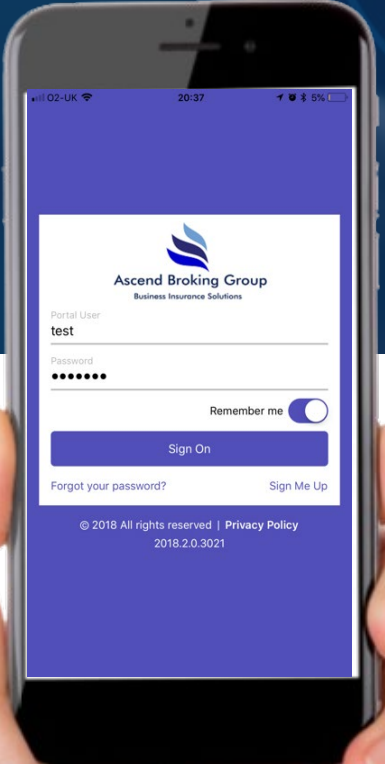 O2-UK 20:37 5%
Ascend Broking Group
Business Insurance Solutions
Portal User
test
Password
•••••••
Remember me
Sign On
Forgot your password? Sign Me Up
© 2018 All rights reserved | Privacy Policy
2018.2.0.3021